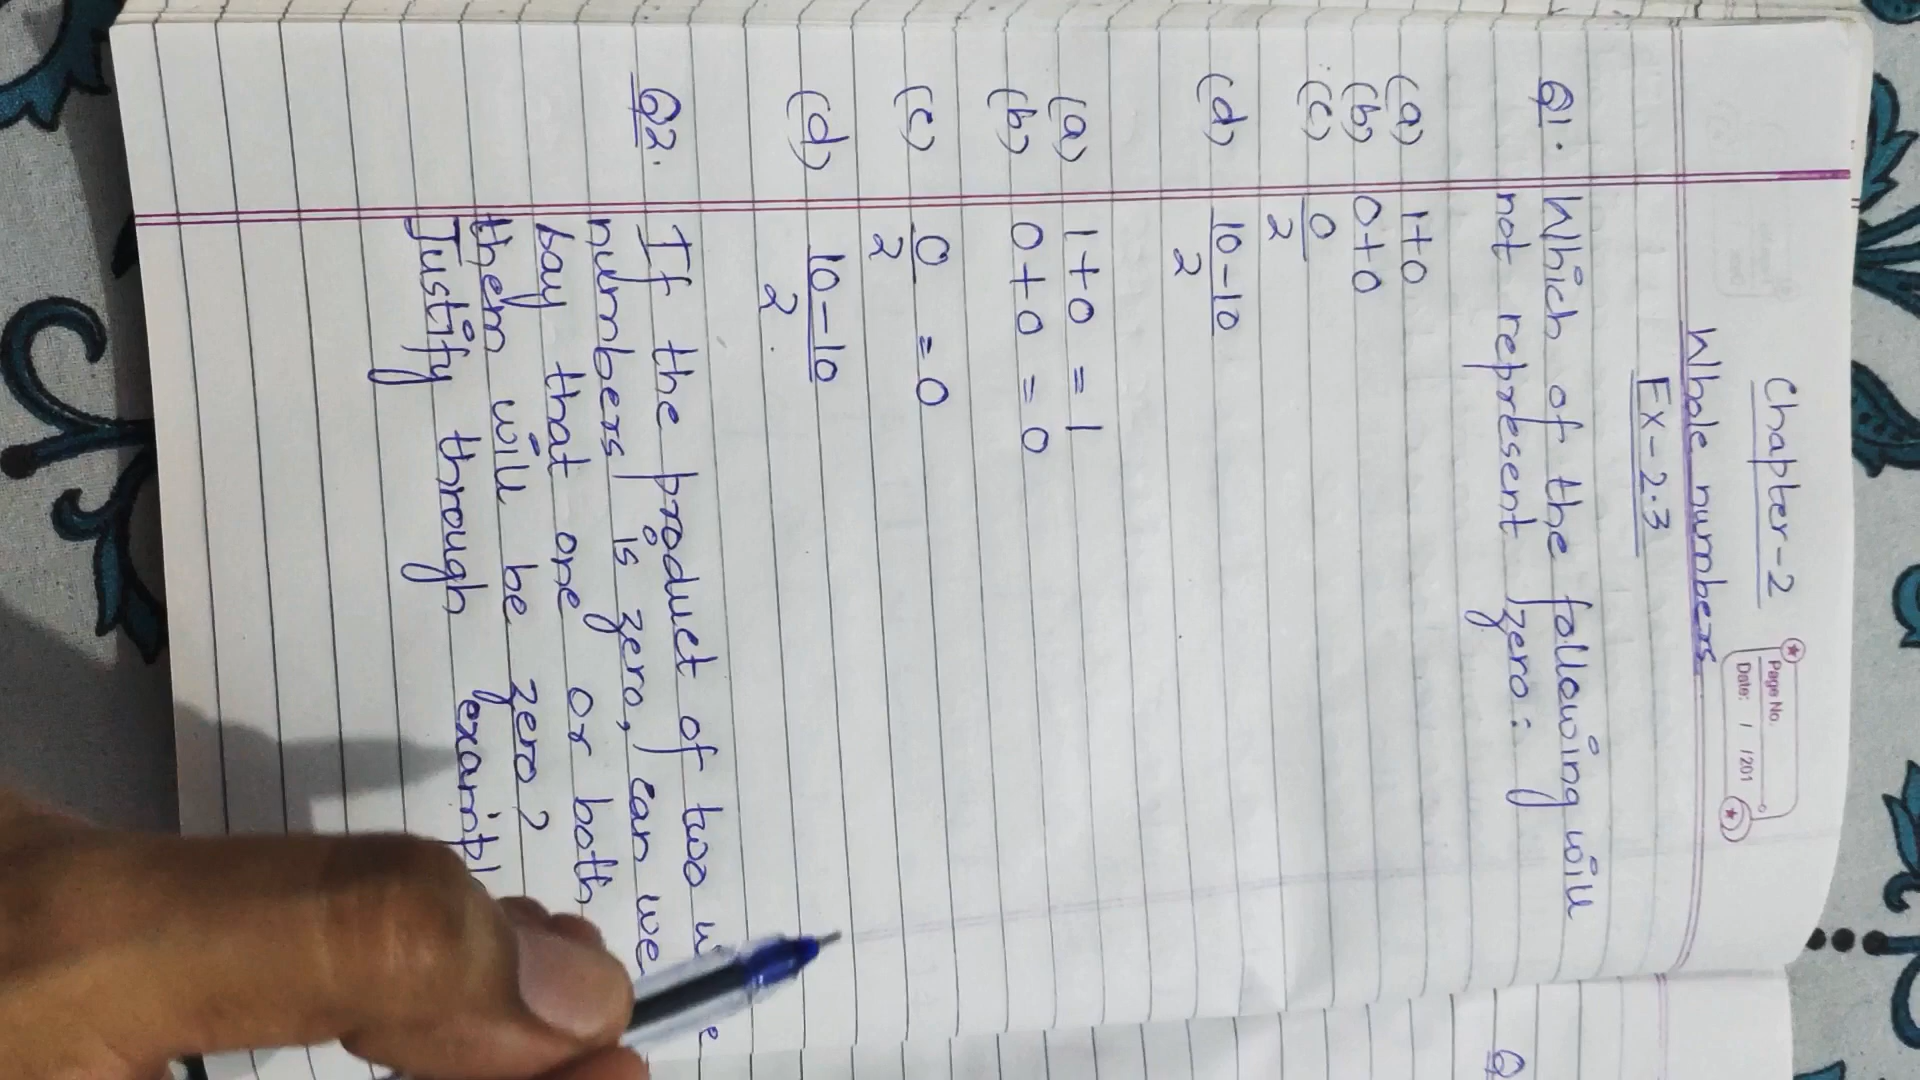 Chapter-2
Page No.
Date: / /201
Whole numbers
Ex-2.3
Q1. Which of the following will
not represent zero:
(a) 1+0
(b) 0+0
(c) 0/2
(d) 10-10/2
(a) 1+0 = 1
(b) 0+0 = 0
(c) 0/2 = 0
(d) 10-10/2
Q2. If the product of two
numbers is zero, can we
say that one or both
them will be zero?
Justify through
Q